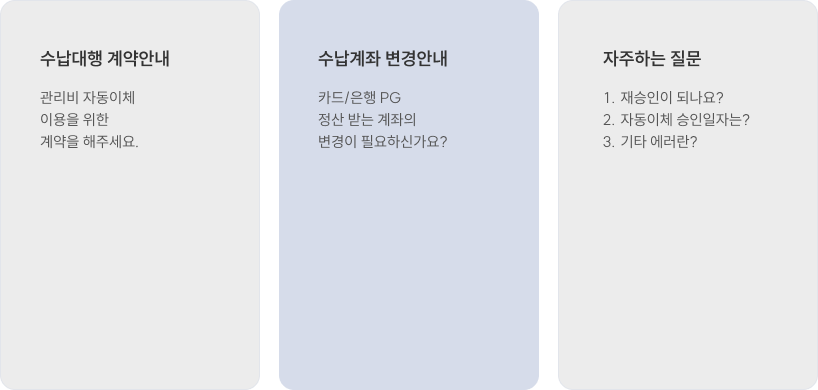 수납대행 계약안내
관리비 자동이체
이용을 위한
계약을 해주세요.
수납계좌 변경안내
카드/은행 PG
정산 받는 계좌의
변경이 필요하신가요?
자주하는 질문
1. 재승인이 되나요?
2. 자동이체 승인일자는?
3. 기타 에러란?